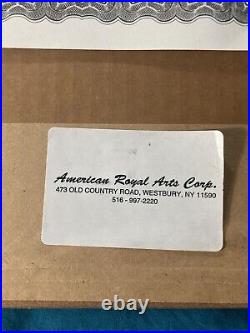 American Royal Arts Corp.
473 OLD COUNTRY ROAD, WESTBURY, NY 11590
516 - 997-2220